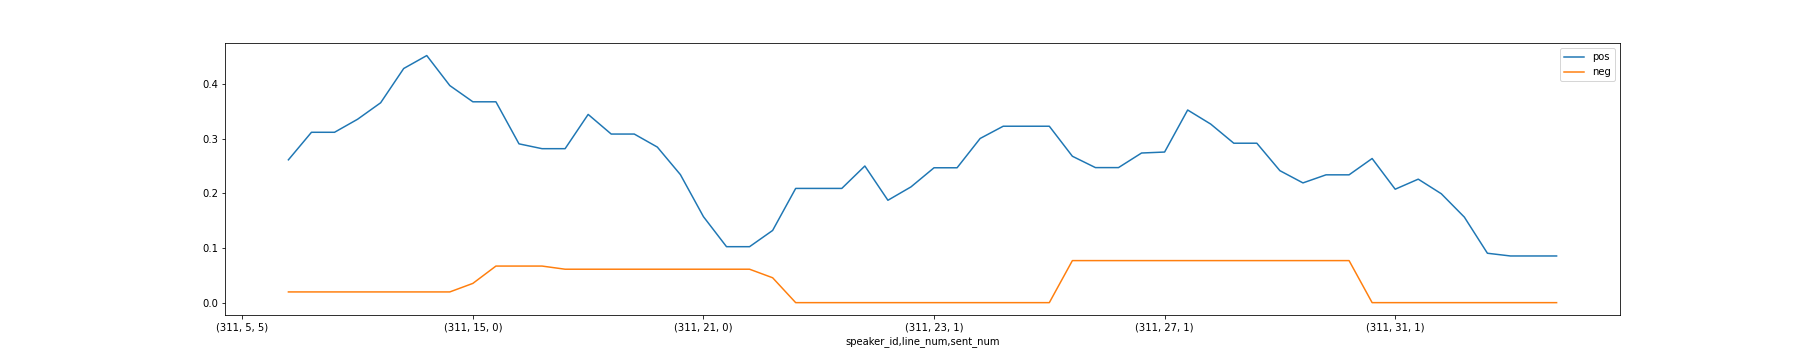 pos
neg
0.4
0.3
0.2
0.1
0.0
(311, 5, 5) (311, 15, 0) (311, 21, 0) (311, 23, 1) (311, 27, 1) (311, 31, 1)
speaker_id,line_num,sent_num